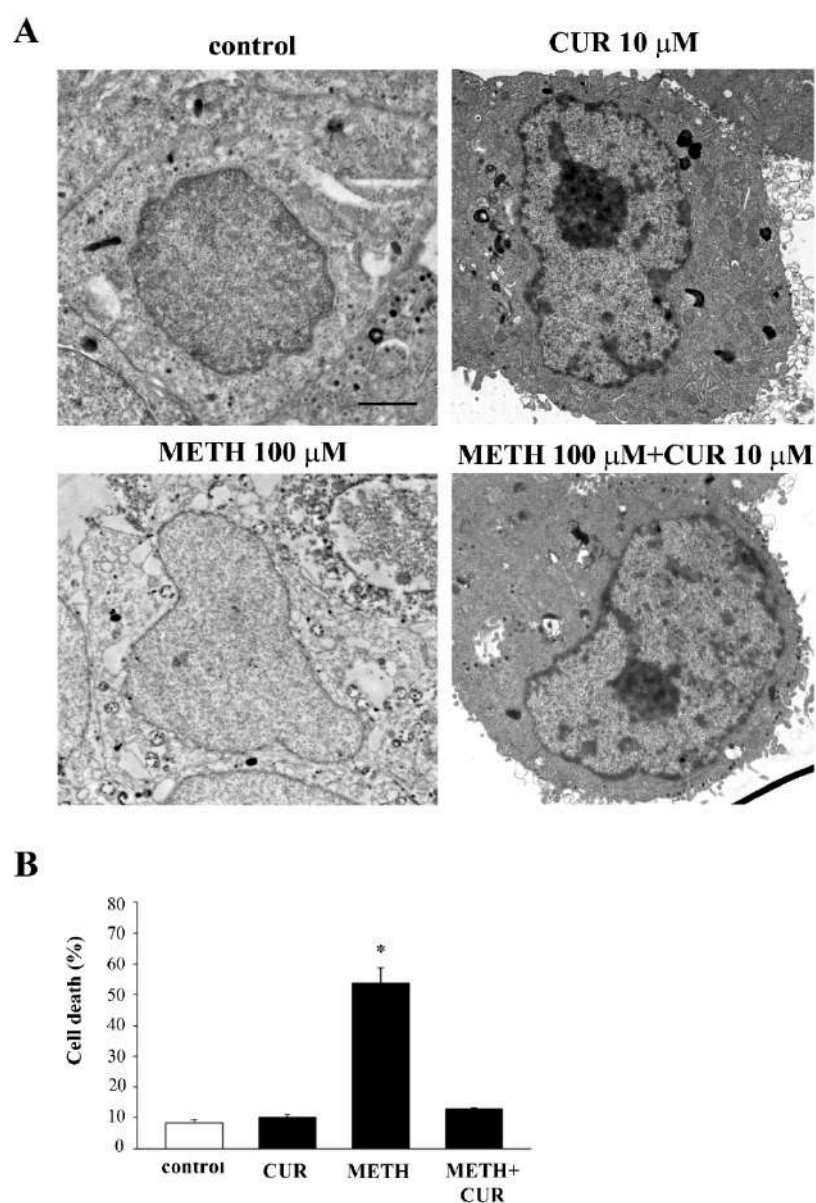 A
control
CUR 10 μM
METH 100 μM
METH 100 μM+CUR 10 μM
B
Cell death (%)
80
70
60
50
40
30
20
10
0
*
control
CUR
METH
METH+
CUR